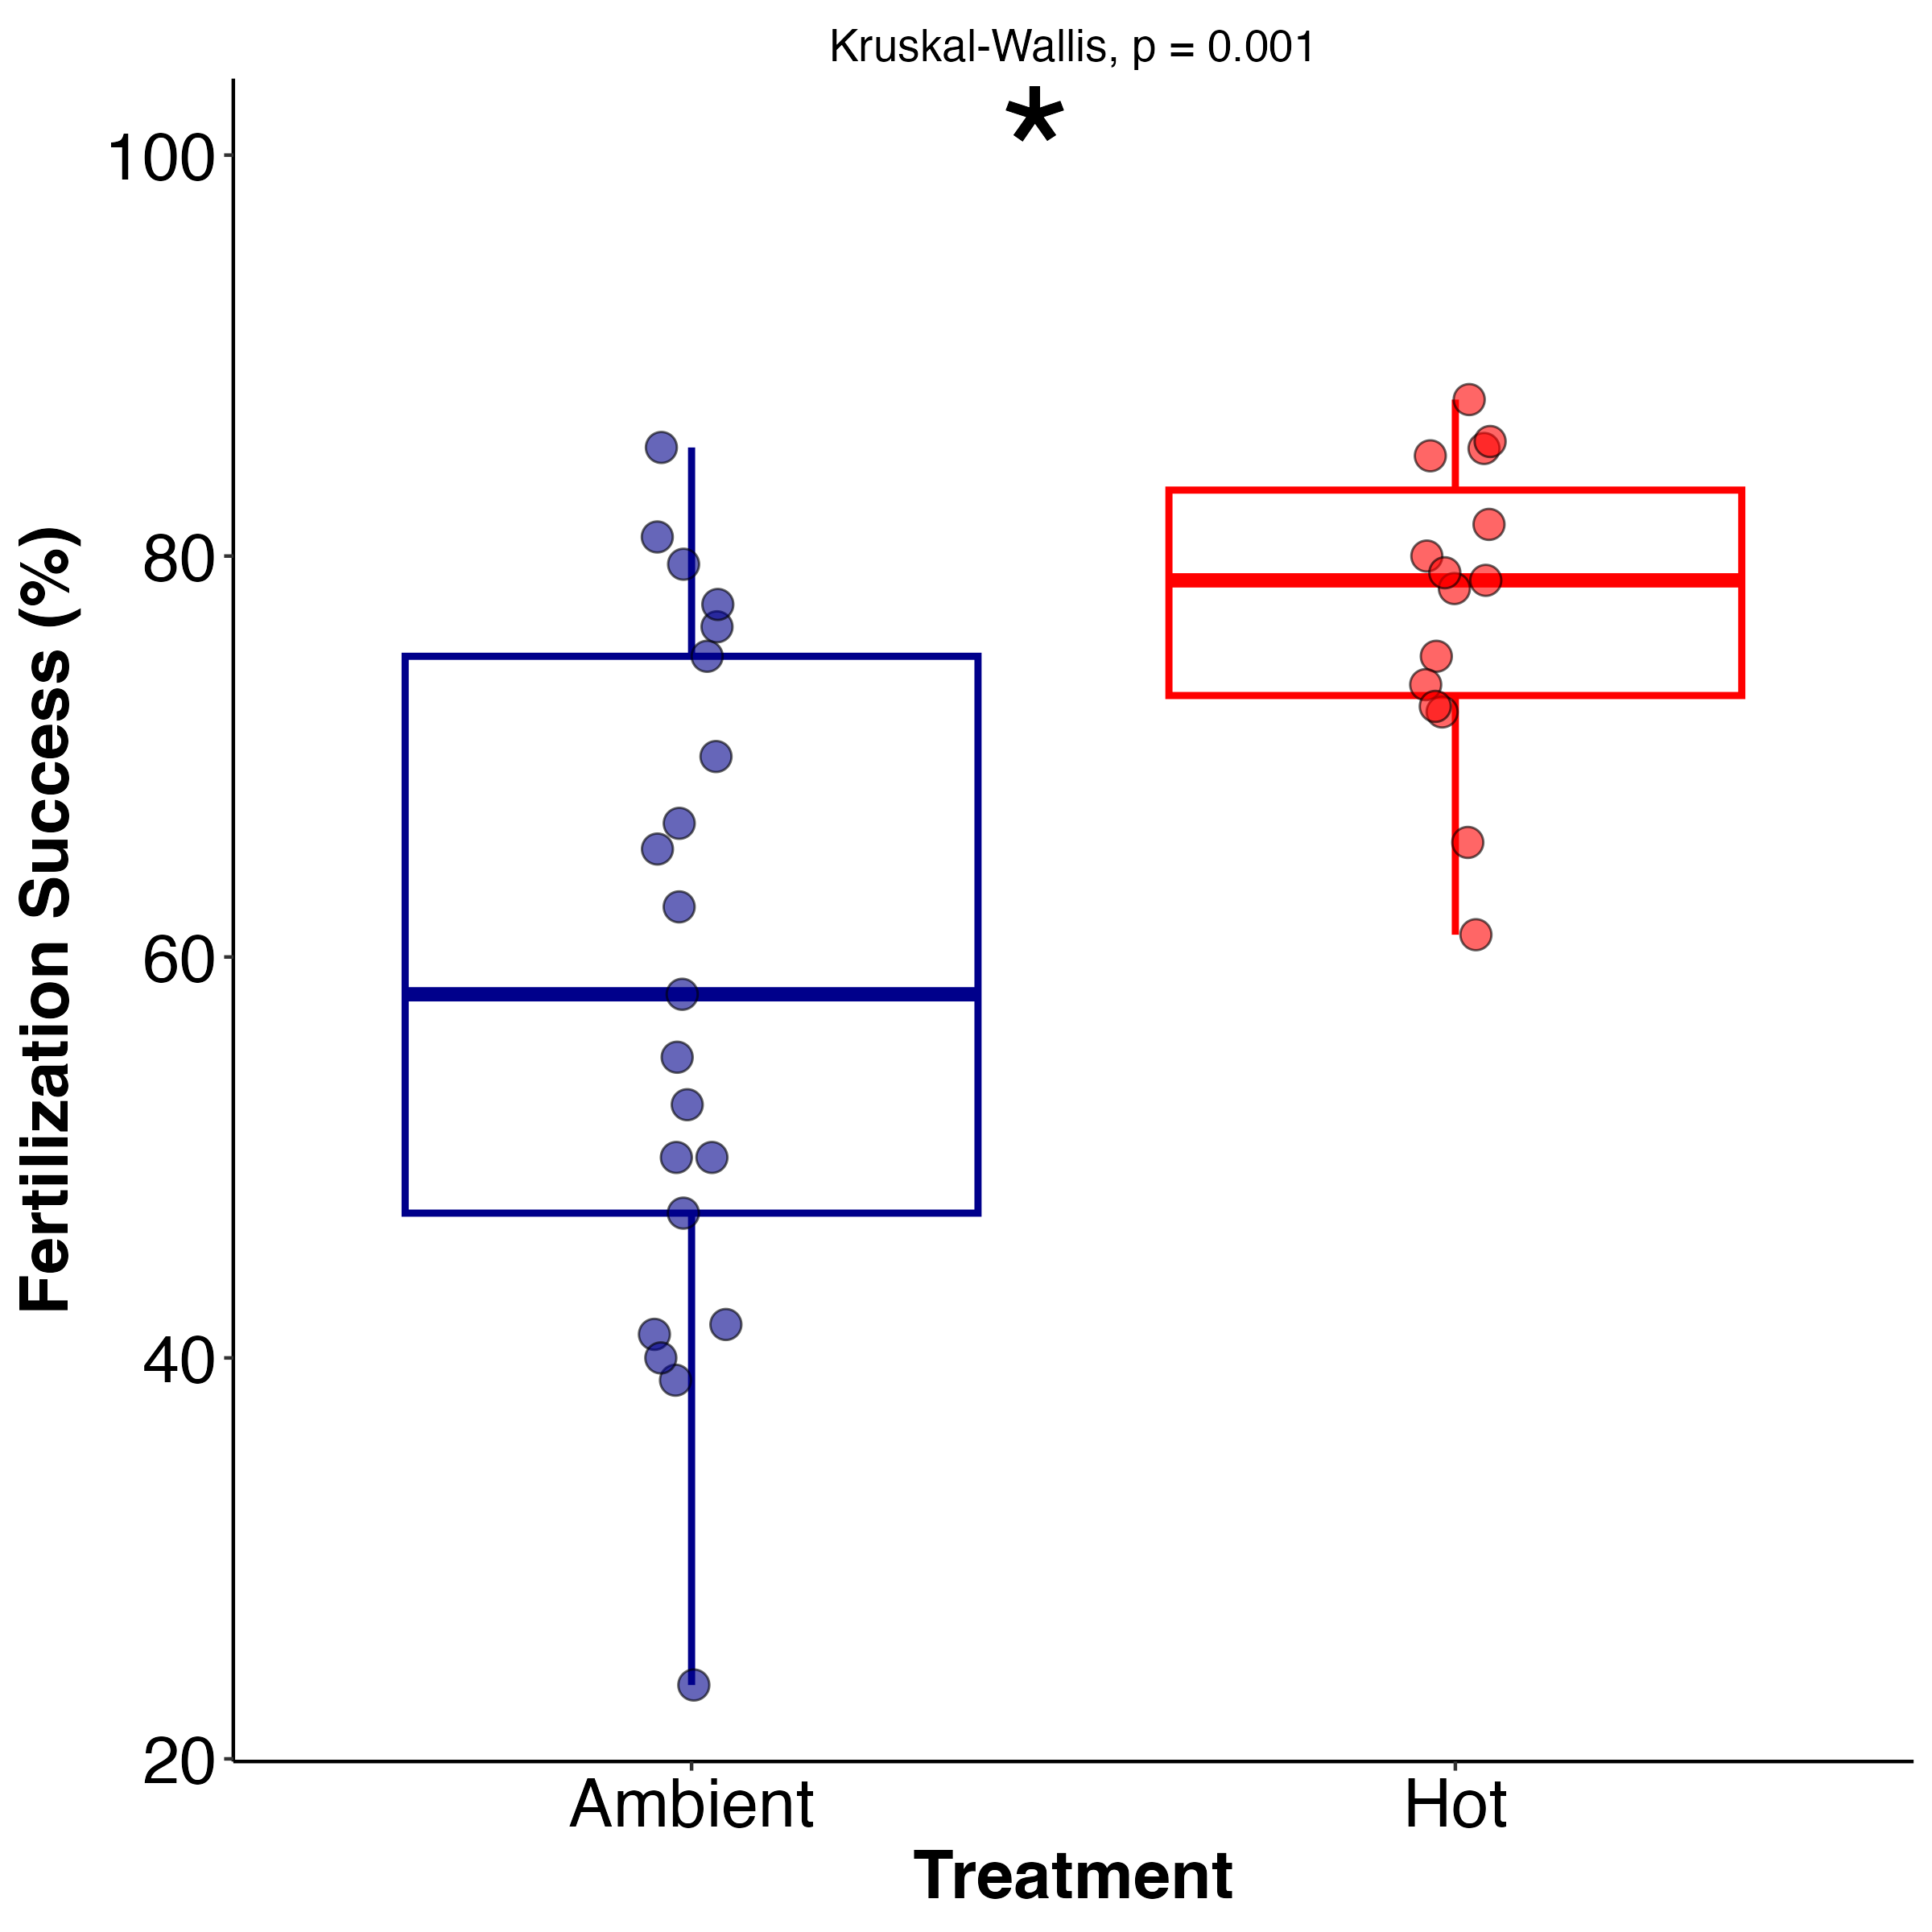 Kruskal-Wallis, p = 0.001
*
100
80
60
40
20
Fertilization Success (%)
Ambient
Hot
Treatment